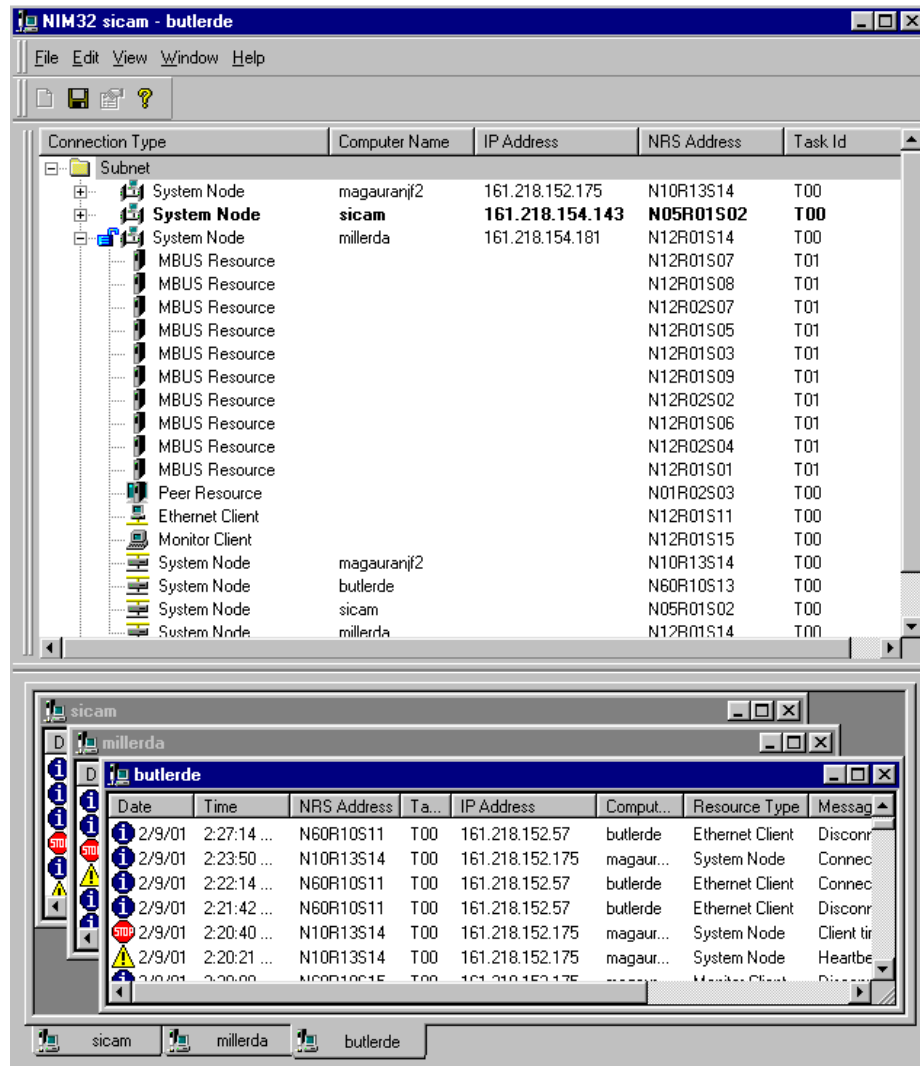 NIM32 sicam - butlerde
File Edit View Window Help
Connection Type Computer Name IP Address NRS Address Task Id
Subnet
System Node magauranjf2 161.218.152.175 N10R13S14 T00
System Node sicam 161.218.154.143 N05R01S02 T00
System Node millerda 161.218.154.181 N12R01S14 T00
MBUS Resource N12R01S07 T01
MBUS Resource N12R01S08 T01
MBUS Resource N12R02S07 T01
MBUS Resource N12R01S05 T01
MBUS Resource N12R01S03 T01
MBUS Resource N12R01S09 T01
MBUS Resource N12R02S02 T01
MBUS Resource N12R01S06 T01
MBUS Resource N12R02S04 T01
MBUS Resource N12R01S01 T01
Peer Resource N01R02S03 T00
Ethernet Client N12R01S11 T00
Monitor Client N12R01S15 T00
System Node magauranjf2 N10R13S14 T00
System Node butlerde N60R10S13 T00
System Node sicam N05R01S02 T00
System Node millerda N12R01S14 T00
sicam
D
millerda
D
butlerde
Date Time NRS Address Ta... IP Address Comput... Resource Type Messag
2/9/01 2:27:14 ... N60R10S11 T00 161.218.152.57 butlerde Ethernet Client Disconr
2/9/01 2:23:50 ... N10R13S14 T00 161.218.152.175 magaur... System Node Connec
2/9/01 2:22:14 ... N60R10S11 T00 161.218.152.57 butlerde Ethernet Client Connec
2/9/01 2:21:42 ... N60R10S11 T00 161.218.152.57 butlerde Ethernet Client Disconr
STOP 2/9/01 2:20:40 ... N10R13S14 T00 161.218.152.175 magaur... System Node Client tir
2/9/01 2:20:21 ... N10R13S14 T00 161.218.152.175 magaur... System Node Heartbe
sicam millerda butlerde